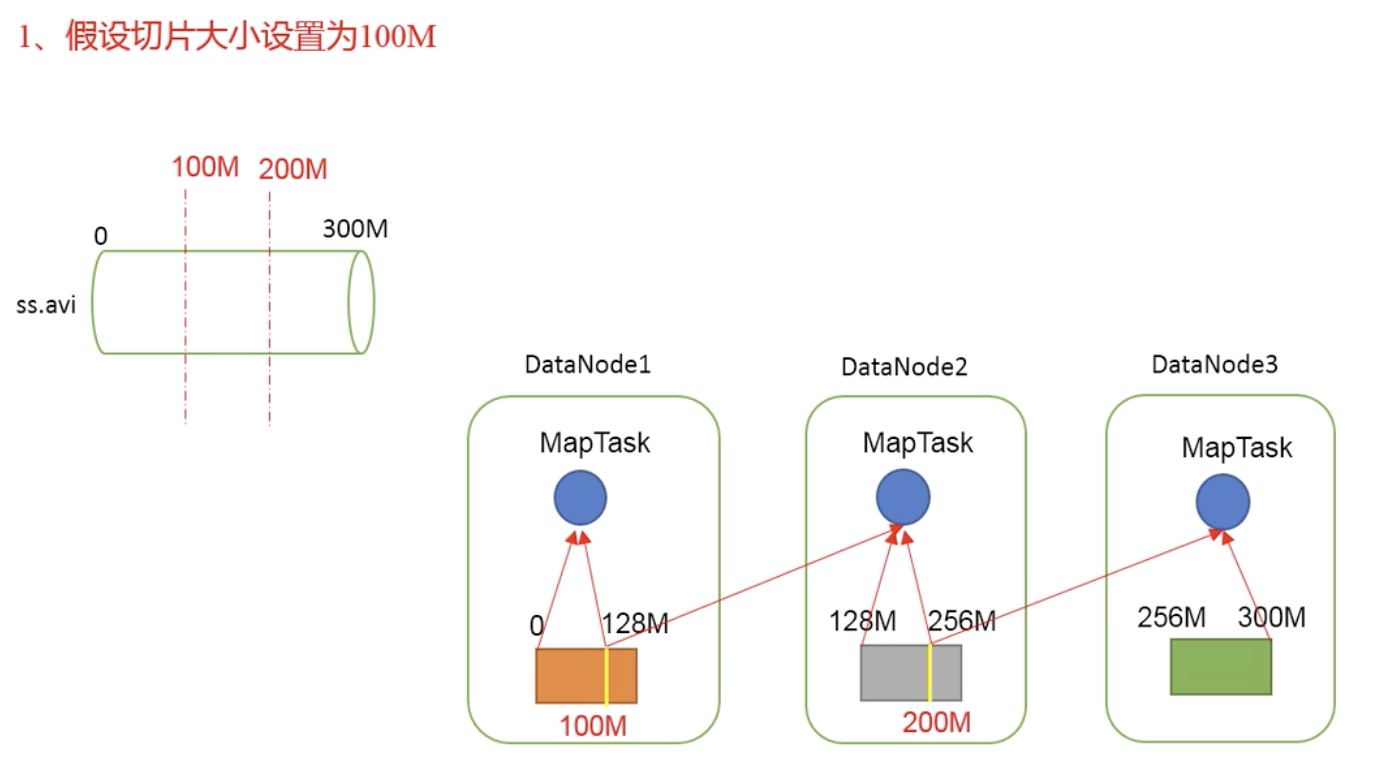 1、假设切片大小设置为100M
100M 200M
0 300M
ss.avi
DataNode1 DataNode2 DataNode3
MapTask MapTask MapTask
0 128M 128M 256M 256M 300M
100M 200M